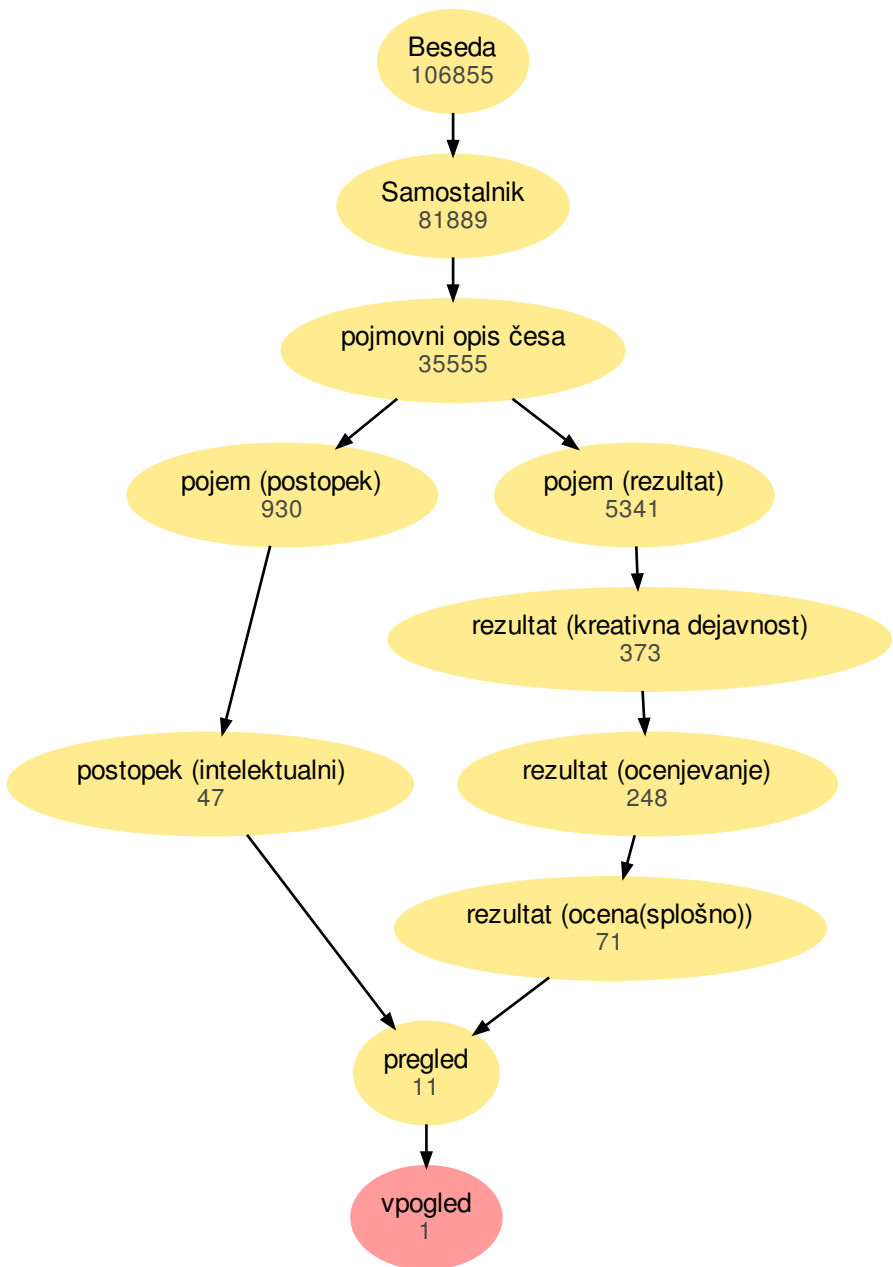 Beseda
106855
Samostalnik
81889
pojmovni opis česa
35555
pojem (postopek)
930
pojem (rezultat)
5341
rezultat (kreativna dejavnost)
373
postopek (intelektualni)
47
rezultat (ocenjevanje)
248
rezultat (ocena(splošno))
71
pregled
11
vpogled
1